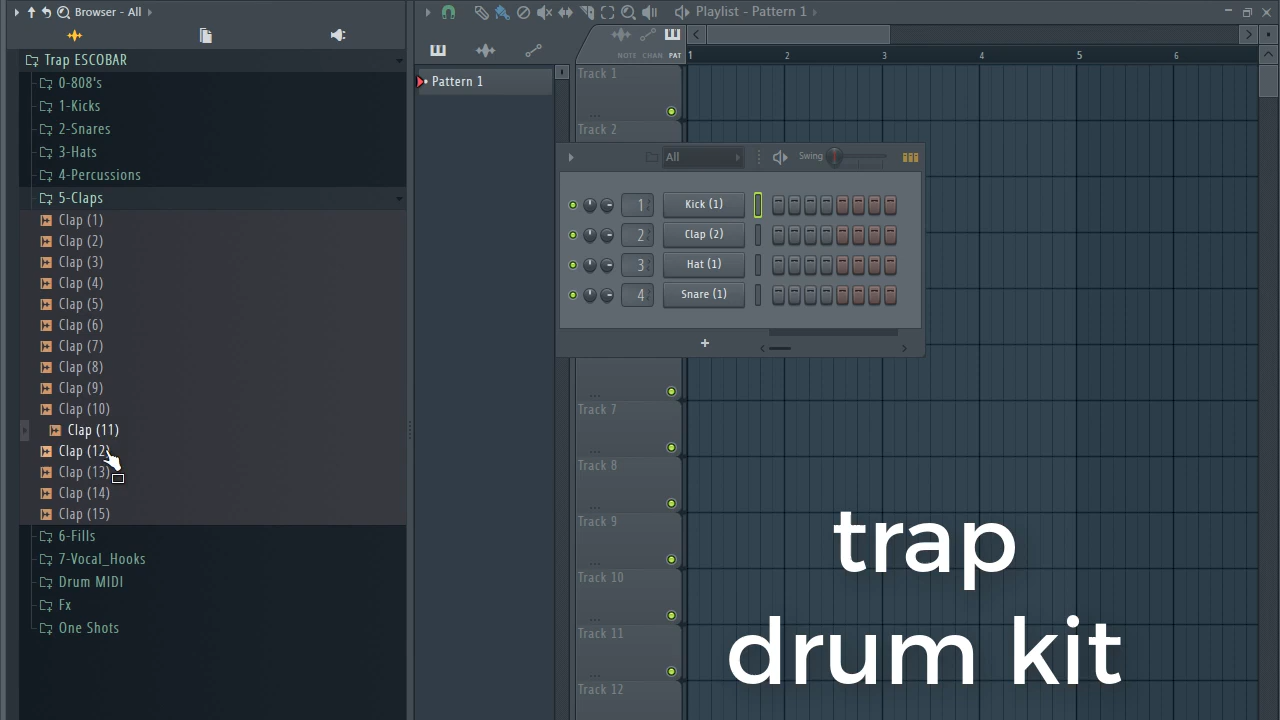 Browser - All
Trap ESCOBAR
0-808's
1-Kicks
2-Snares
3-Hats
4-Percussions
5-Claps
Clap (1)
Clap (2)
Clap (3)
Clap (4)
Clap (5)
Clap (6)
Clap (7)
Clap (8)
Clap (9)
Clap (10)
Clap (11)
Clap (12)
Clap (13)
Clap (14)
Clap (15)
6-Fills
7-Vocal_Hooks
Drum MIDI
Fx
One Shots
Playlist - Pattern 1
NOTE CHAN PAT
1 2 3 4 5 6
Pattern 1
Track 1
Track 2
All
Swing
1 Kick (1)
2 Clap (2)
3 Hat (1)
4 Snare (1)
+
Track 7
Track 8
Track 9
Track 10
Track 11
Track 12
trap
drum kit